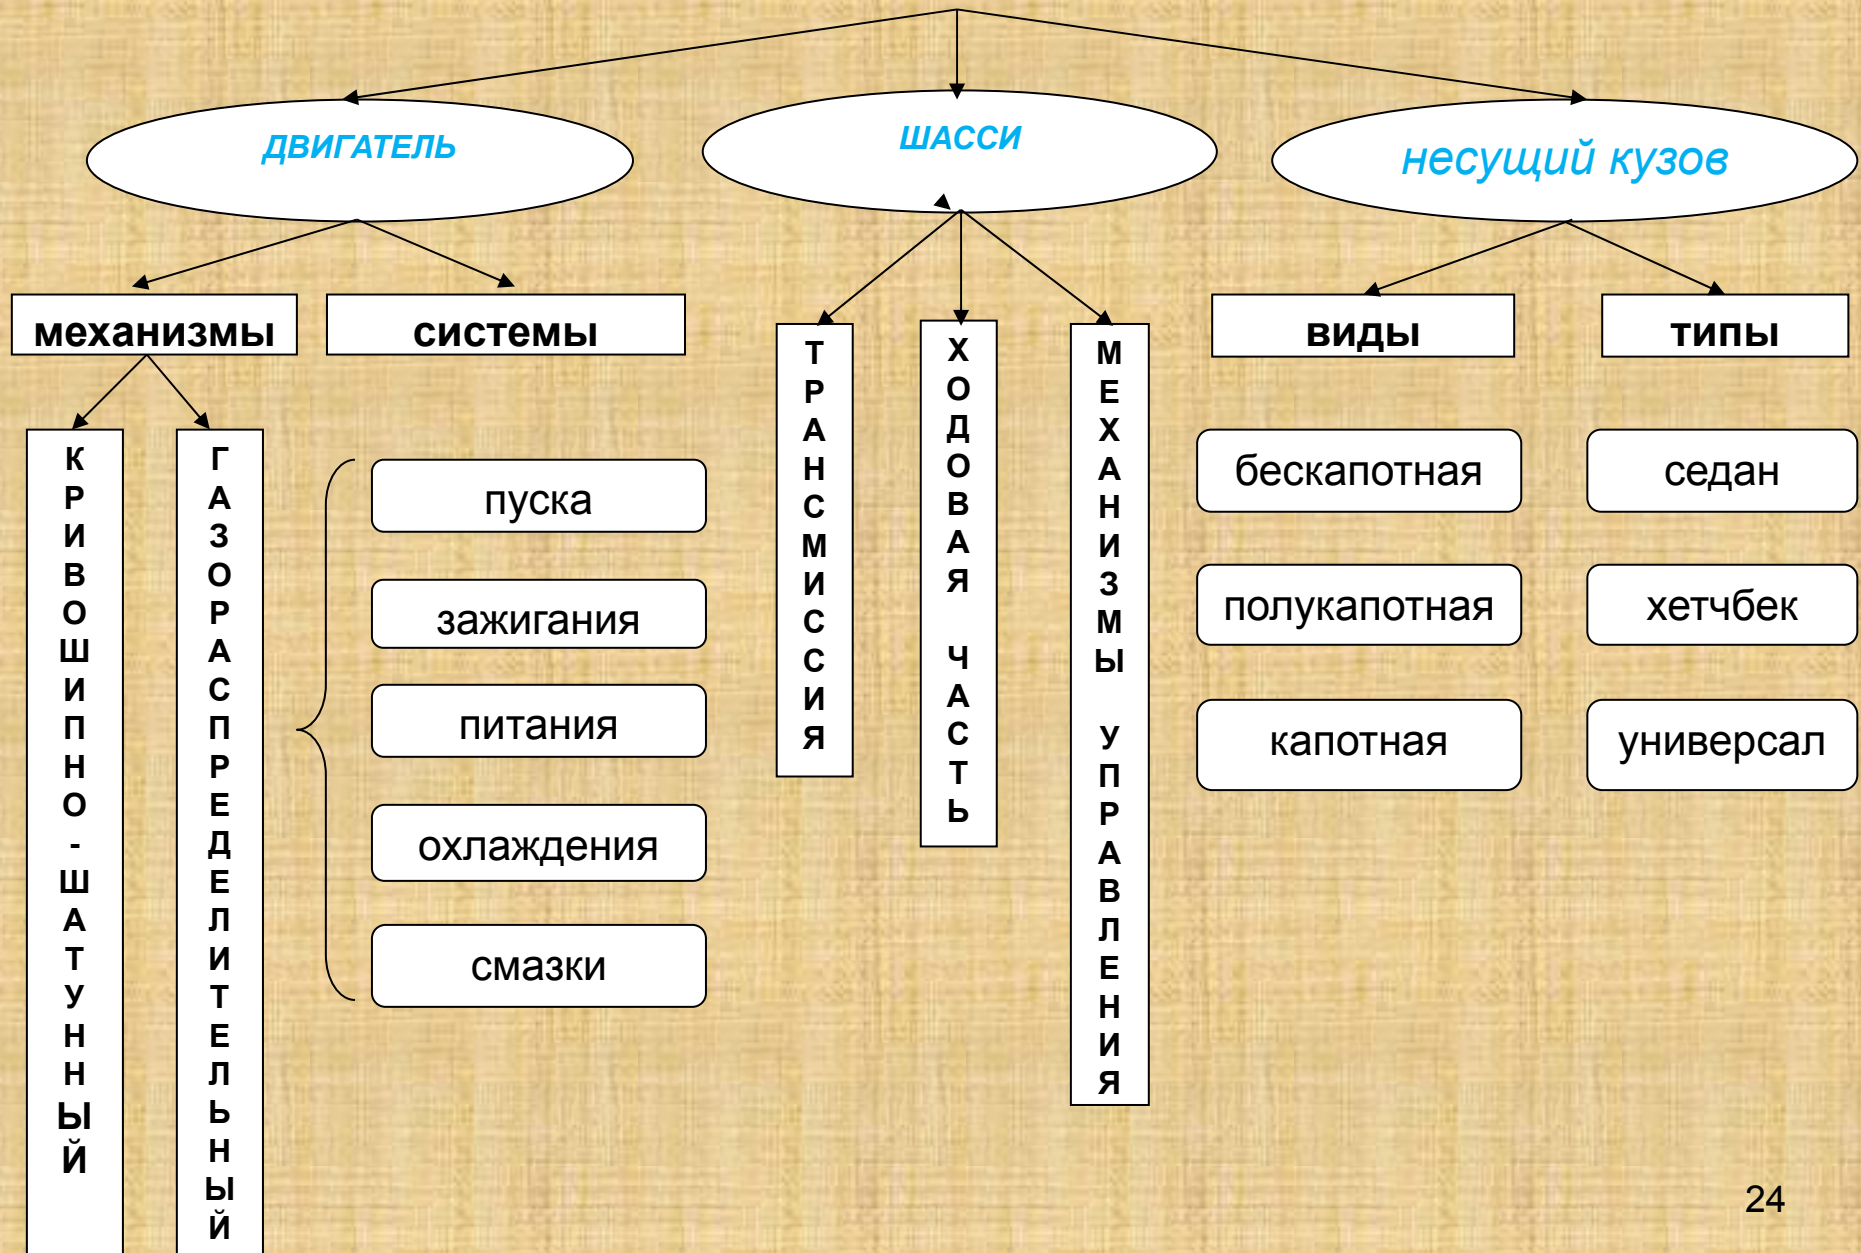 ДВИГАТЕЛЬ
ШАССИ
несущий кузов
механизмы
системы
виды
типы
КРИВОШИПНО-ШАТУННЫЙ
ГАЗОРАСПРЕДЕЛИТЕЛЬНЫЙ
пуска
зажигания
питания
охлаждения
смазки
ТРАНСМИССИЯ
ХОДОВАЯ ЧАСТЬ
МЕХАНИЗМЫ УПРАВЛЕНИЯ
бескапотная
полукапотная
капотная
седан
хетчбек
универсал
24